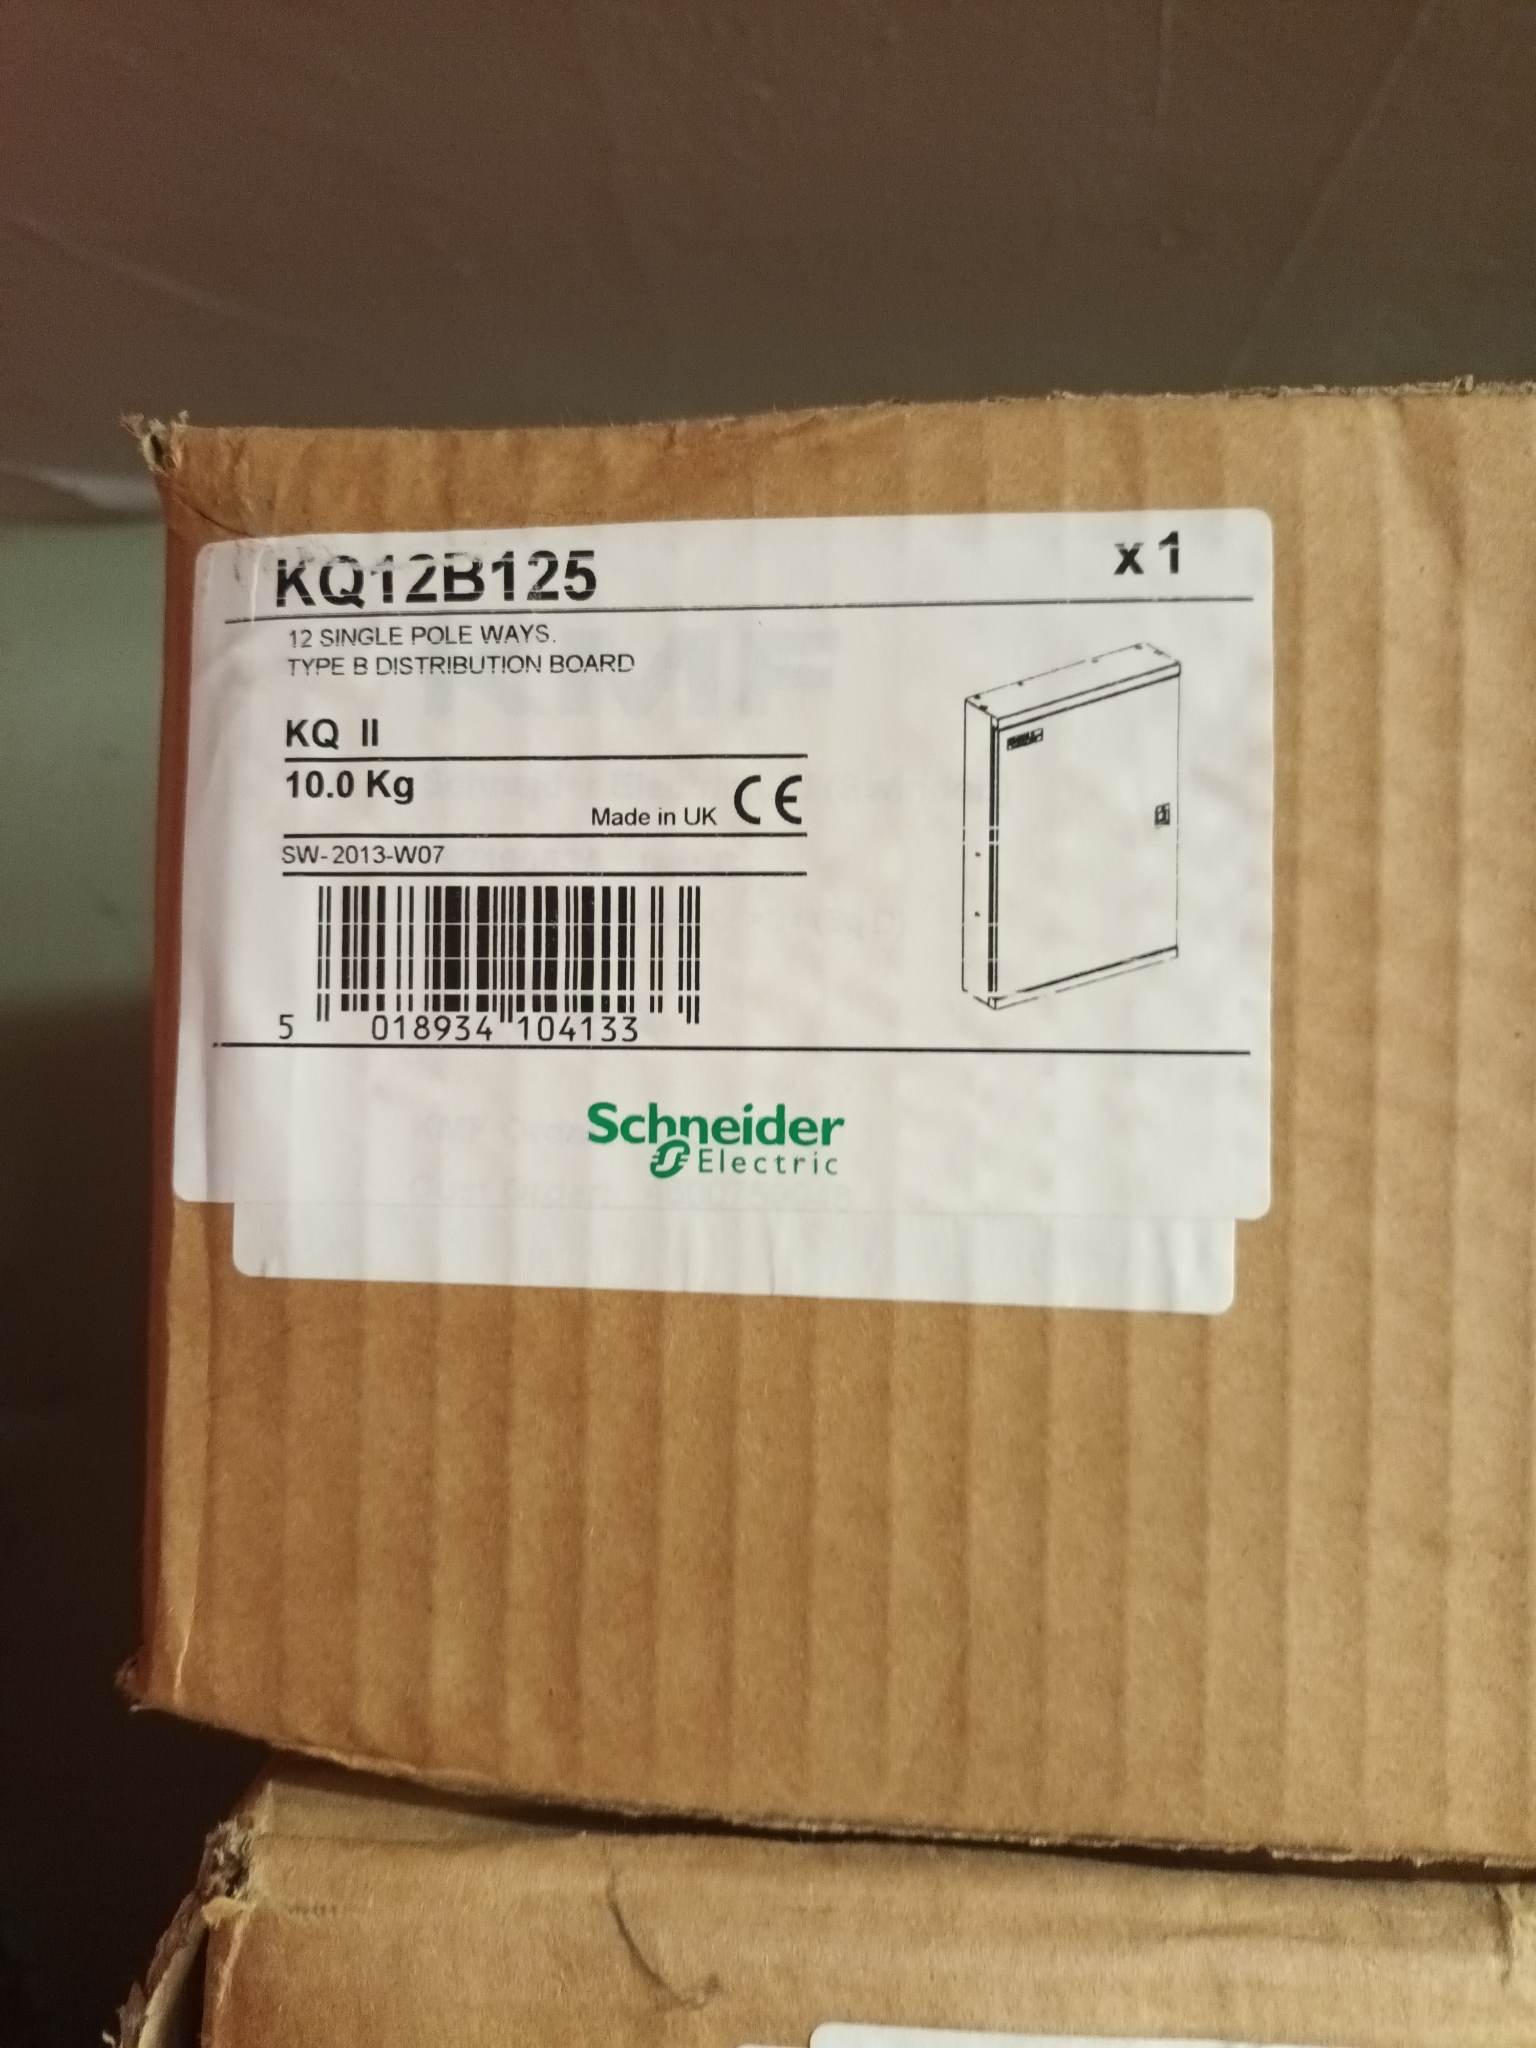 KQ12B125
x 1
12 SINGLE POLE WAYS.
TYPE B DISTRIBUTION BOARD
KQ II
10.0 Kg
Made in UK CE
SW-2013-W07
5 018934 104133
Schneider
Electric